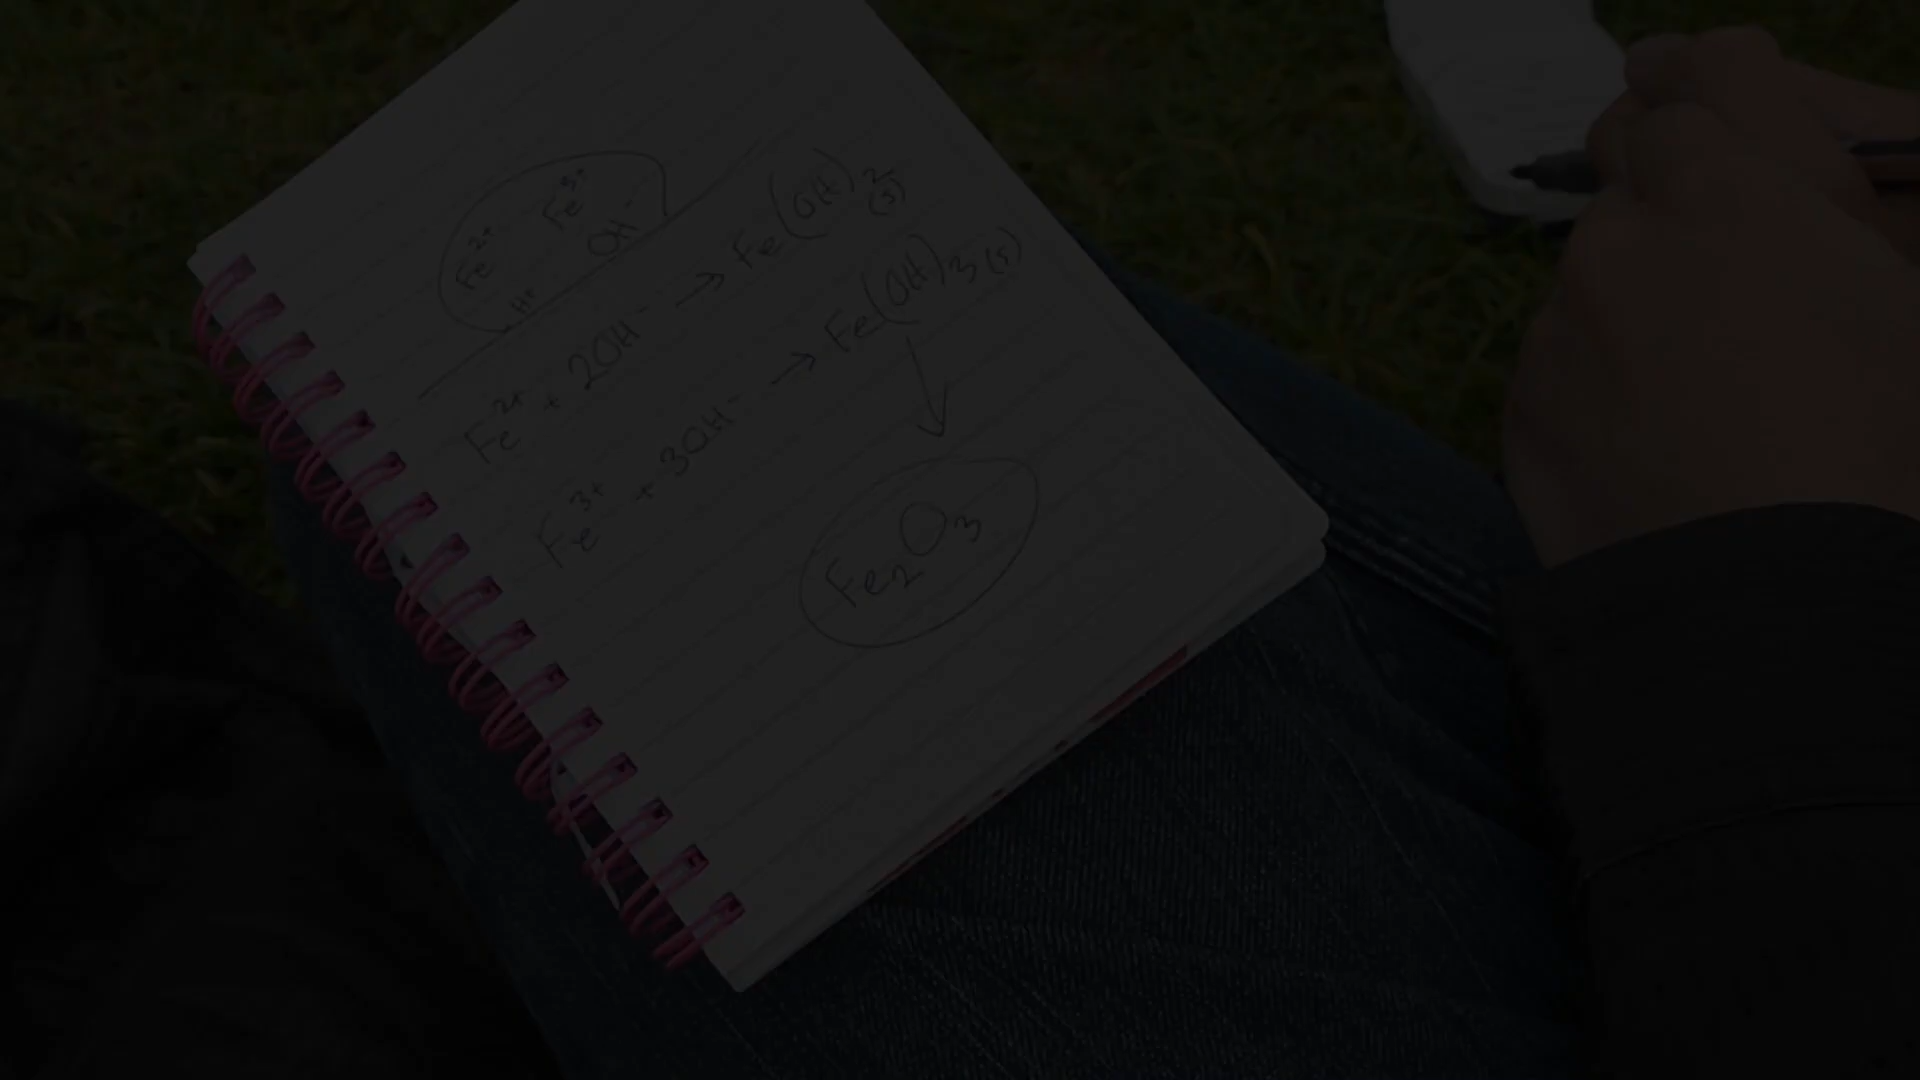 Fe²⁺ Fe³⁺
H⁺ OH⁻
Fe²⁺ + 2OH⁻ → Fe(OH)₂(s)
Fe³⁺ + 3OH⁻ → Fe(OH)₃(s)
↓
Fe₂O₃